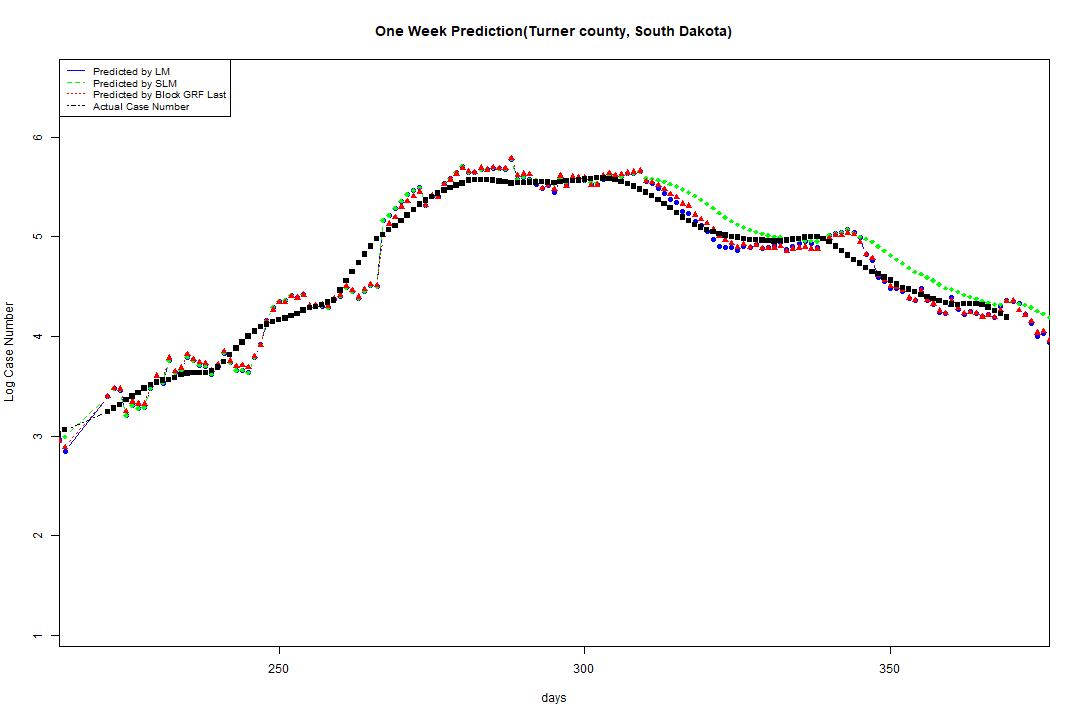 One Week Prediction(Turner county, South Dakota)
Predicted by LM
Predicted by SLM
Predicted by Block GRF Last
Actual Case Number
6
5
4
3
2
1
Log Case Number
250 300 350
days